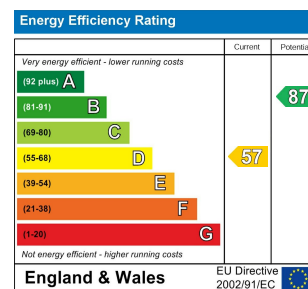 Energy Efficiency Rating
Current Potentia
Very energy efficient - lower running costs
(92 plus) A
(81-91) B
87
(69-80) C
(55-68) D
57
(39-54) E
(21-38) F
(1-20) G
Not energy efficient - higher running costs
England & Wales
EU Directive
2002/91/EC